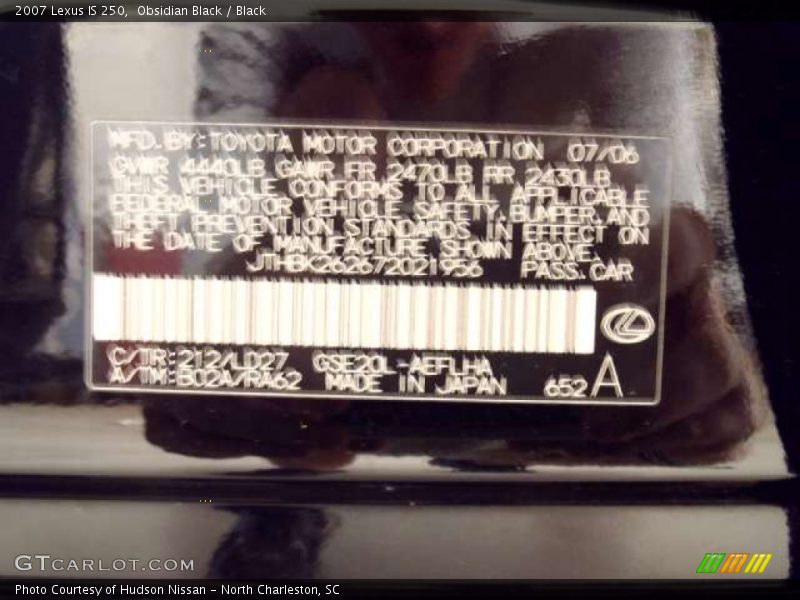 2007 Lexus IS 250,  Obsidian Black / Black
MFD.BY:TOYOTA MOTOR CORPORATION 07/06
GVWR 4440LB GAWR FR 2470LB RR 2430LB
THIS VEHICLE CONFORMS TO ALL APPLICABLE
FEDERAL MOTOR VEHICLE SAFETY,BUMPER,AND
THEFT PREVENTION STANDARDS IN EFFECT ON
THE DATE OF MANUFACTURE SHOWN ABOVE.
JTHBK262672021956 PASS.CAR
C/TR:212/LD27 GSE20L-AEFLHA
A/TM:B02A/RA62 MADE IN JAPAN 652 A
GTCARLOT.COM
Photo Courtesy of Hudson Nissan - North Charleston, SC